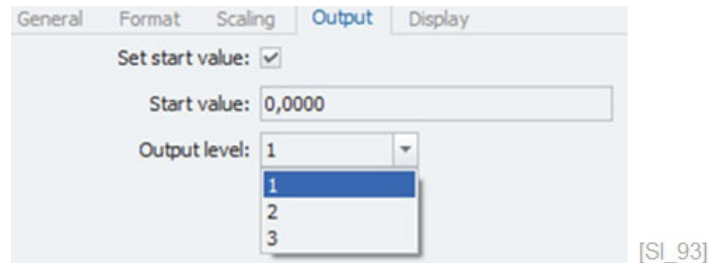 General Format Scaling Output Display
Set start value:
Start value: 0,0000
Output level: 1
1
2
3
[SI_93]